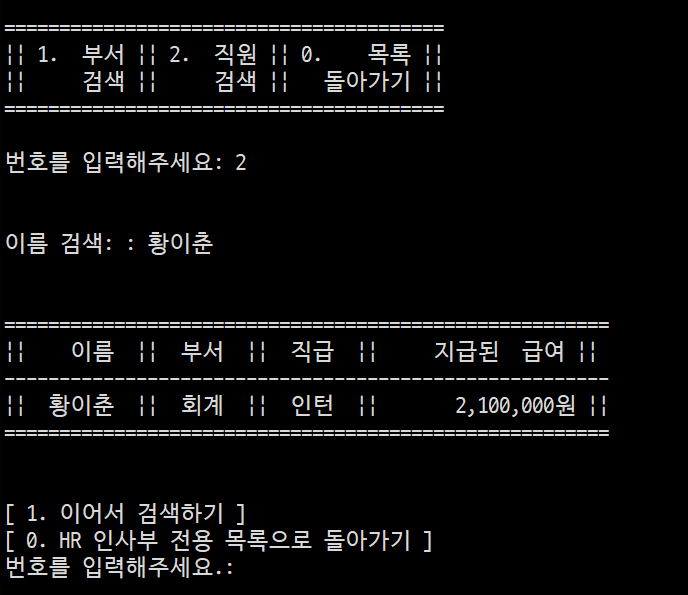 ========================================
¦¦ 1.  부서 ¦¦ 2.  직원 ¦¦ 0.    목록 ¦¦
¦¦     검색 ¦¦     검색 ¦¦   돌아가기 ¦¦
========================================
번호를 입력해주세요: 2
이름 검색: : 황이춘
=======================================================
¦¦    이름  ¦¦  부서  ¦¦  직급  ¦¦     지급된  급여 ¦¦
-------------------------------------------------------
¦¦  황이춘  ¦¦  회계  ¦¦  인턴  ¦¦       2,100,000원 ¦¦
=======================================================
[ 1. 이어서 검색하기 ]
[ 0. HR 인사부 전용 목록으로 돌아가기 ]
번호를 입력해주세요.: